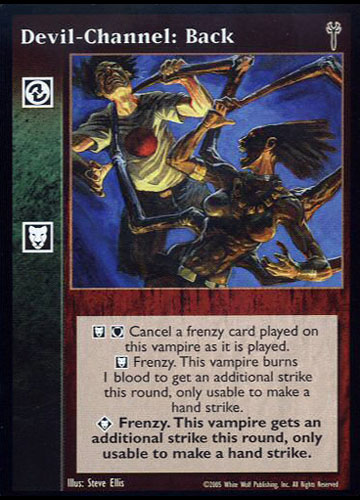 Devil-Channel: Back
Cancel a frenzy card played on
this vampire as it is played.
Frenzy. This vampire burns
1 blood to get an additional strike
this round, only usable to make a
hand strike.
Frenzy. This vampire gets an
additional strike this round, only
usable to make a hand strike.
Illus: Steve Ellis
©2005 White Wolf Publishing, Inc. All Rights Reserved.